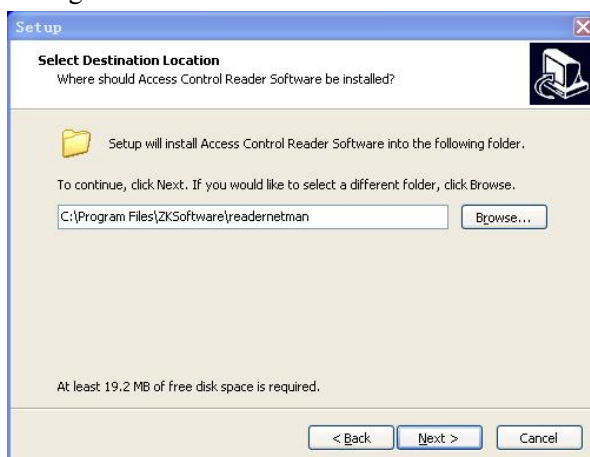 Setup
Select Destination Location
Where should Access Control Reader Software be installed?
Setup will install Access Control Reader Software into the following folder.
To continue, click Next. If you would like to select a different folder, click Browse.
C:\Program Files\ZKSoftware\readernetman
Browse...
At least 19.2 MB of free disk space is required.
< Back Next > Cancel